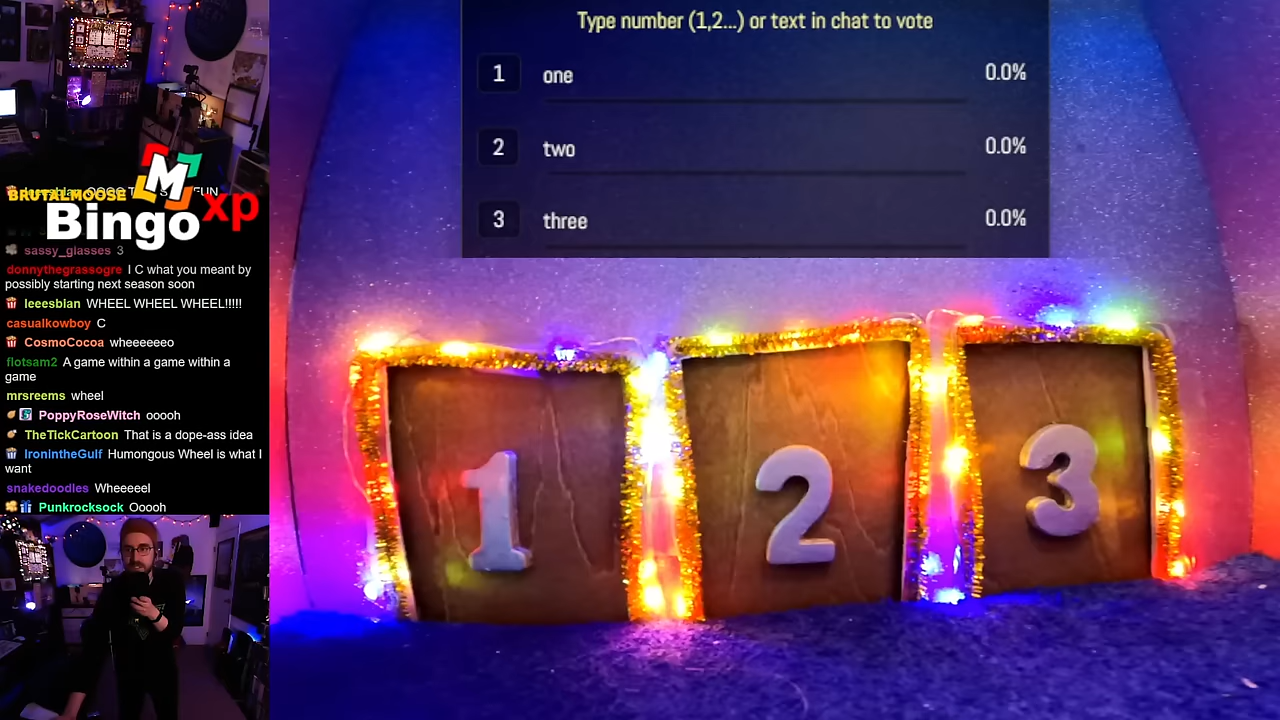 Type number (1,2...) or text in chat to vote
1 one 0.0%
2 two 0.0%
3 three 0.0%
BRUTALMOOSE
M
Bingo xp
sassy_glasses 3
donnythegrassogre I C what you meant by
possibly starting next season soon
leeesbian WHEEL WHEEL WHEEL!!!!!
casualkowboy C
CosmoCocoa wheeeeeeo
flotsam2 A game within a game within a
game
mrsreems wheel
PoppyRoseWitch ooooh
TheTickCartoon That is a dope-ass idea
IronintheGulf Humongous Wheel is what I
want
snakedoodles Wheeeeel
Punkrocksock Ooooh
1 2 3